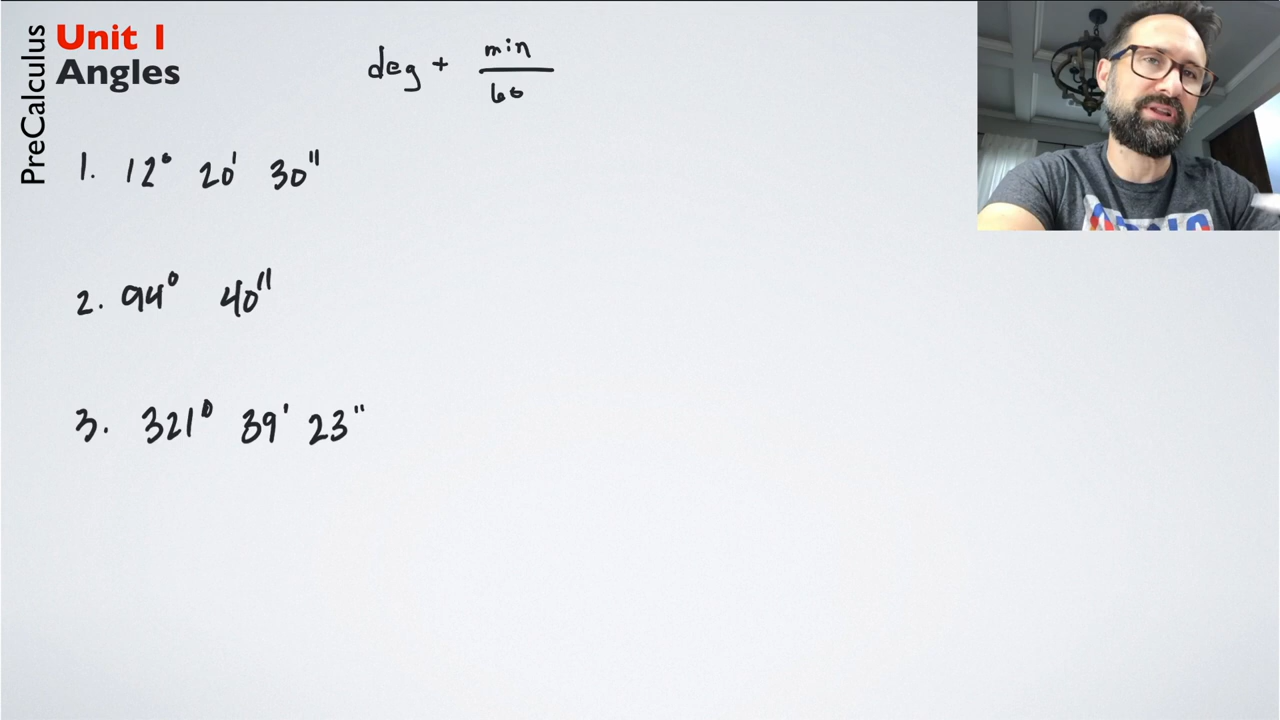 PreCalculus
Unit 1
Angles
deg + min
60
1. 12° 20' 30"
2. 94° 40"
3. 321° 39' 23"